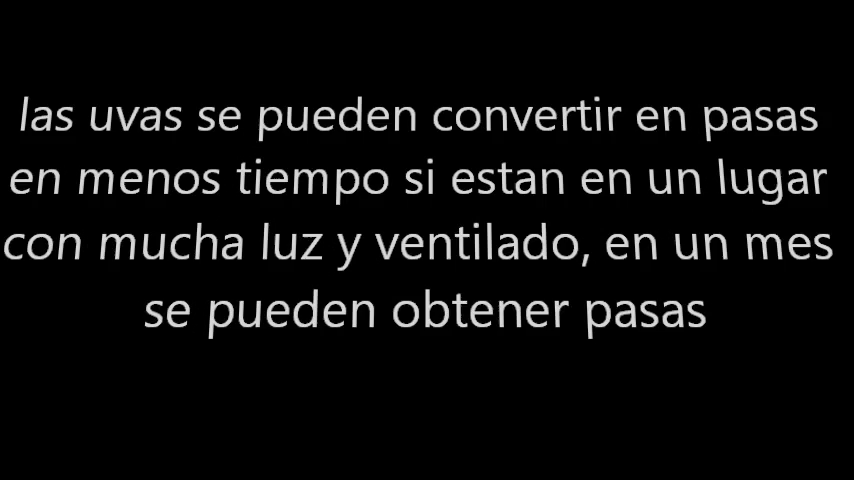 las uvas se pueden convertir en pasas
en menos tiempo si estan en un lugar
con mucha luz y ventilado, en un mes
se pueden obtener pasas